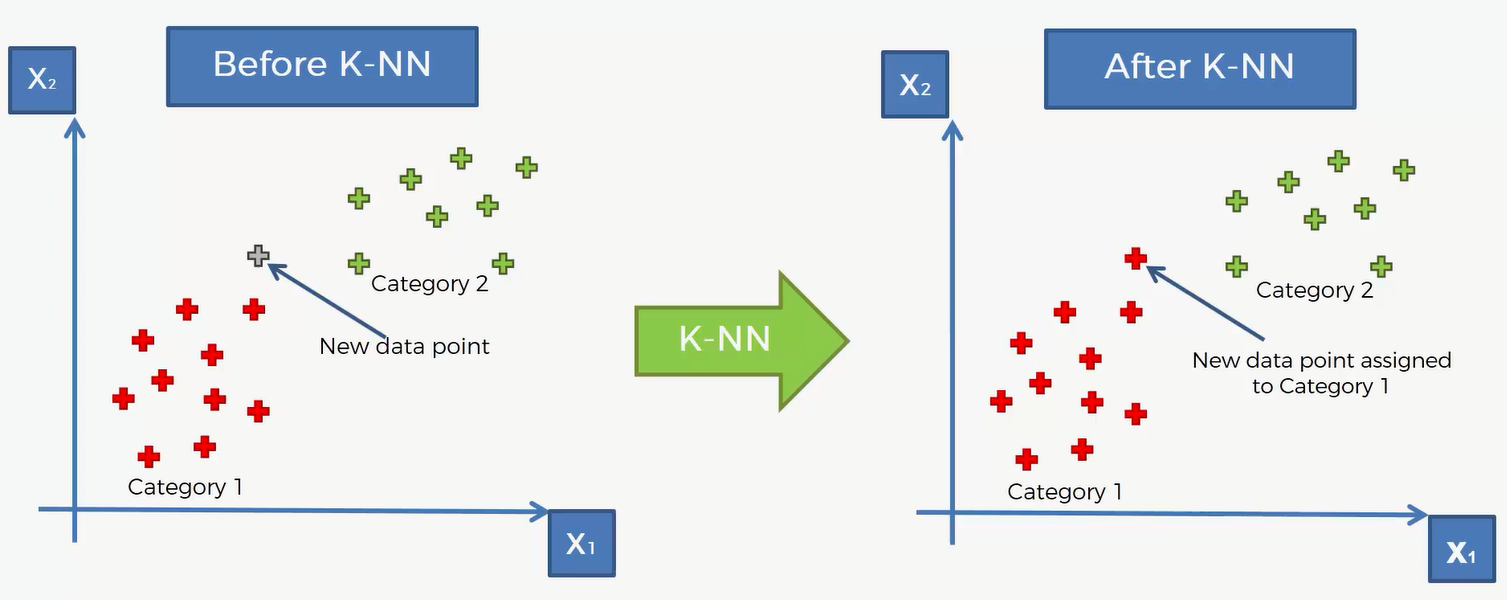 Before K-NN
X2
Category 2
New data point
Category 1
X1
K-NN
After K-NN
X2
Category 2
New data point assigned
to Category 1
Category 1
X1